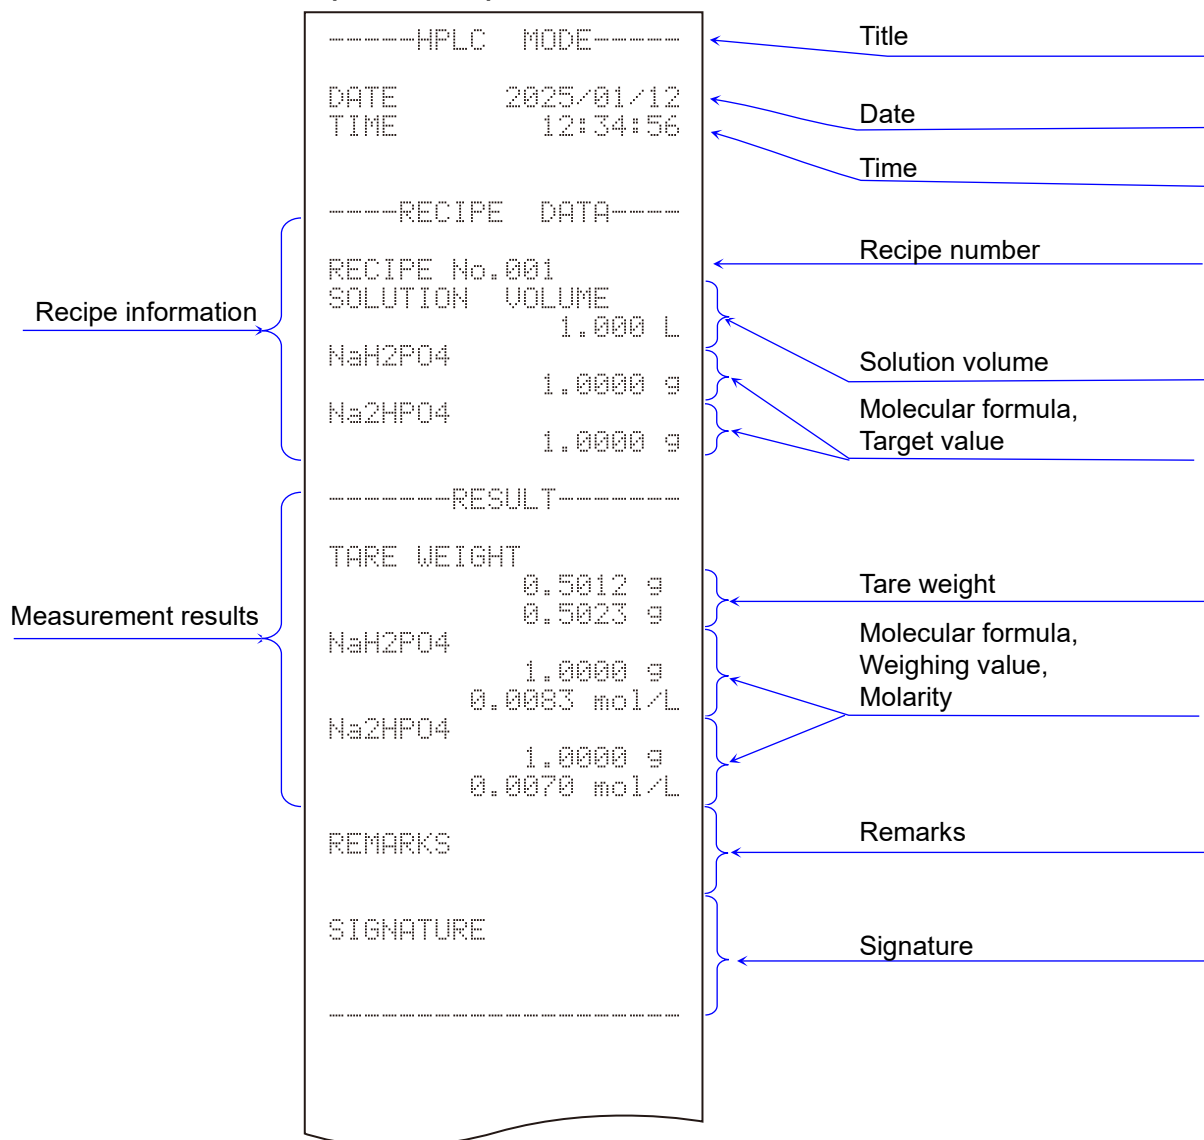 -----HPLC MODE-----
Title
DATE 2025/01/12
Date
TIME 12:34:56
Time
----RECIPE DATA----
Recipe information
RECIPE No.001
Recipe number
SOLUTION VOLUME
1.000 L
Solution volume
NaH2PO4
1.0000 g
Na2HPO4
1.0000 g
Molecular formula,
Target value
-------RESULT-------
Measurement results
TARE WEIGHT
0.5012 g
0.5023 g
Tare weight
NaH2PO4
1.0000 g
0.0083 mol/L
Na2HPO4
1.0000 g
0.0070 mol/L
Molecular formula,
Weighing value,
Molarity
REMARKS
Remarks
SIGNATURE
Signature
--------------------